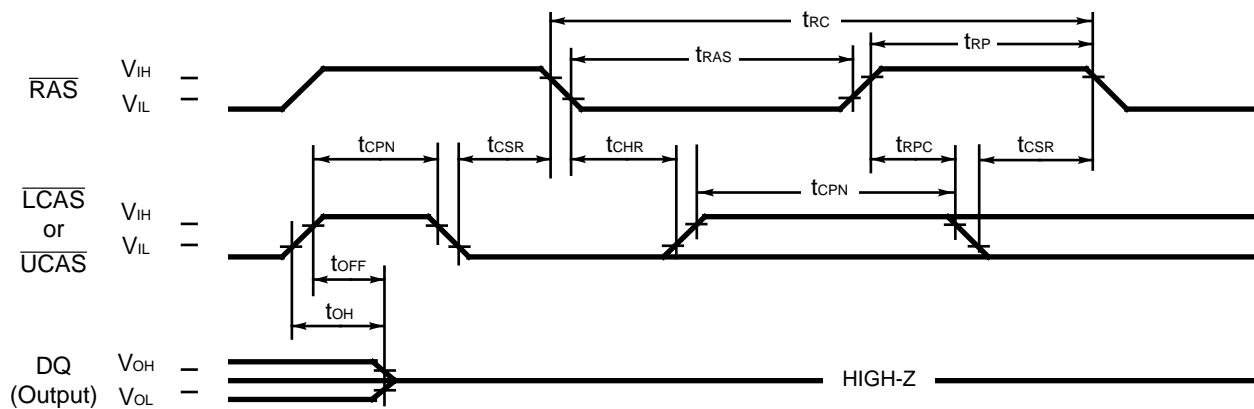 tRC
tRP
tRAS
RAS
VIH
VIL
tCPN
tCSR
tCHR
tRPC
tCSR
tCPN
LCAS
or
UCAS
VIH
VIL
tOFF
tOH
DQ
(Output)
VOH
VOL
HIGH-Z